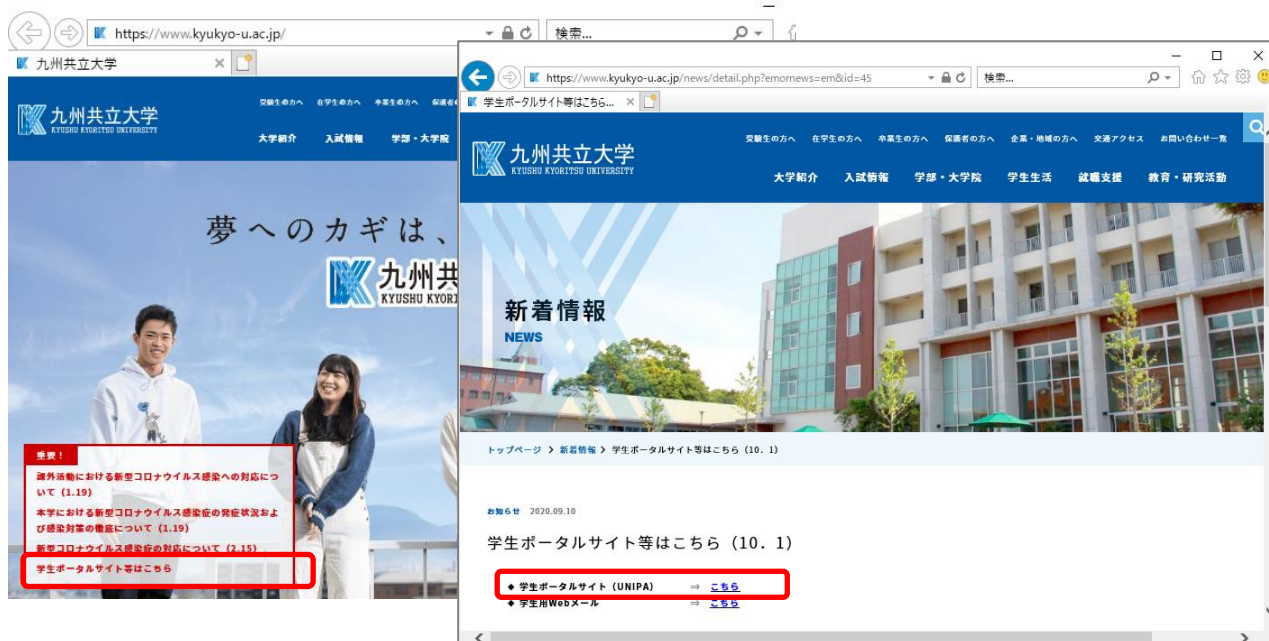 https://www.kyukyo-u.ac.jp/
検索...
九州共立大学
九州共立大学
KYUSHU KYORITSU UNIVERSITY
受験生の方へ 在学生の方へ 卒業生の方へ
大学紹介 入試情報 学部・大学院
夢へのカギは、
九州共
KYUSHU KYORI
重要!
課外活動における新型コロナウイルス感染への対応につ
いて (1.19)
本学における新型コロナウイルス感染症の発症状況およ
び感染対策の徹底について (1.19)
新型コロナウイルス感染症の対応について (2.15)
学生ポータルサイト等はこちら
https://www.kyukyo-u.ac.jp/news/detail.php?emornews=em&id=45
検索...
学生ポータルサイト等はこちら...
九州共立大学
KYUSHU KYORITSU UNIVERSITY
受験生の方へ 在学生の方へ 卒業生の方へ 保護者の方へ 企業・地域の方へ 交通アクセス お問い合わせ一覧
大学紹介 入試情報 学部・大学院 学生生活 就職支援 教育・研究活動
新着情報
NEWS
トップページ > 新着情報 > 学生ポータルサイト等はこちら (10. 1)
お知らせ 2020.09.10
学生ポータルサイト等はこちら (10. 1)
◆ 学生ポータルサイト (UNIPA) ⇒ こちら
◆ 学生用Webメール ⇒ こちら